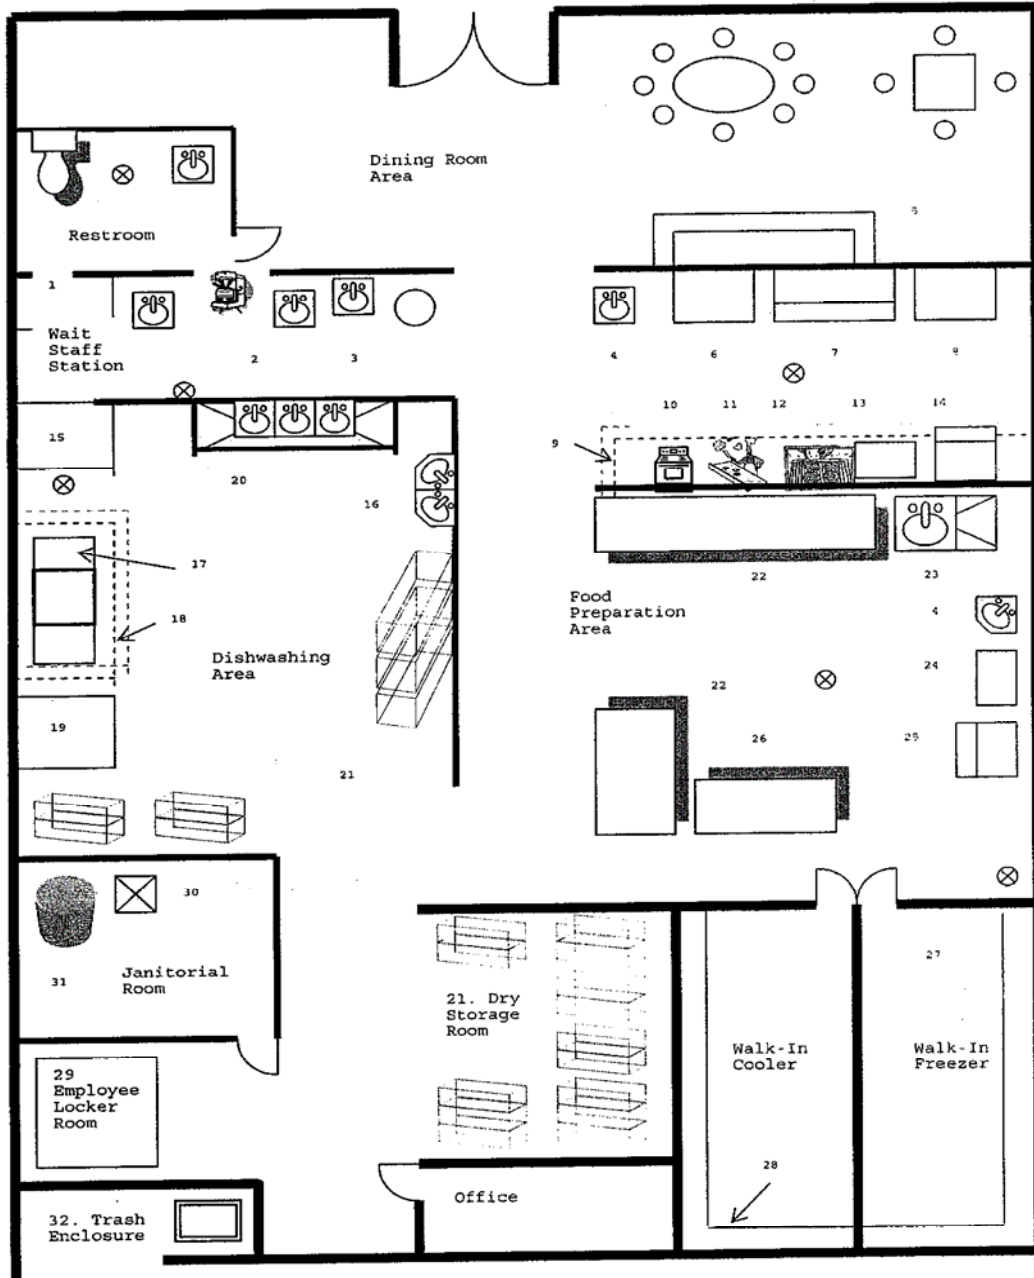 Dining Room
Area
5
Restroom
1
Wait
Staff
Station
2
3
4
6
7
8
10
11
12
13
14
9
15
20
16
17
18
Dishwashing
Area
19
21
22
23
Food
Preparation
Area
4
24
22
26
25
30
31
Janitorial
Room
21. Dry
Storage
Room
27
Walk-In
Cooler
Walk-In
Freezer
29
Employee
Locker
Room
28
Office
32. Trash
Enclosure